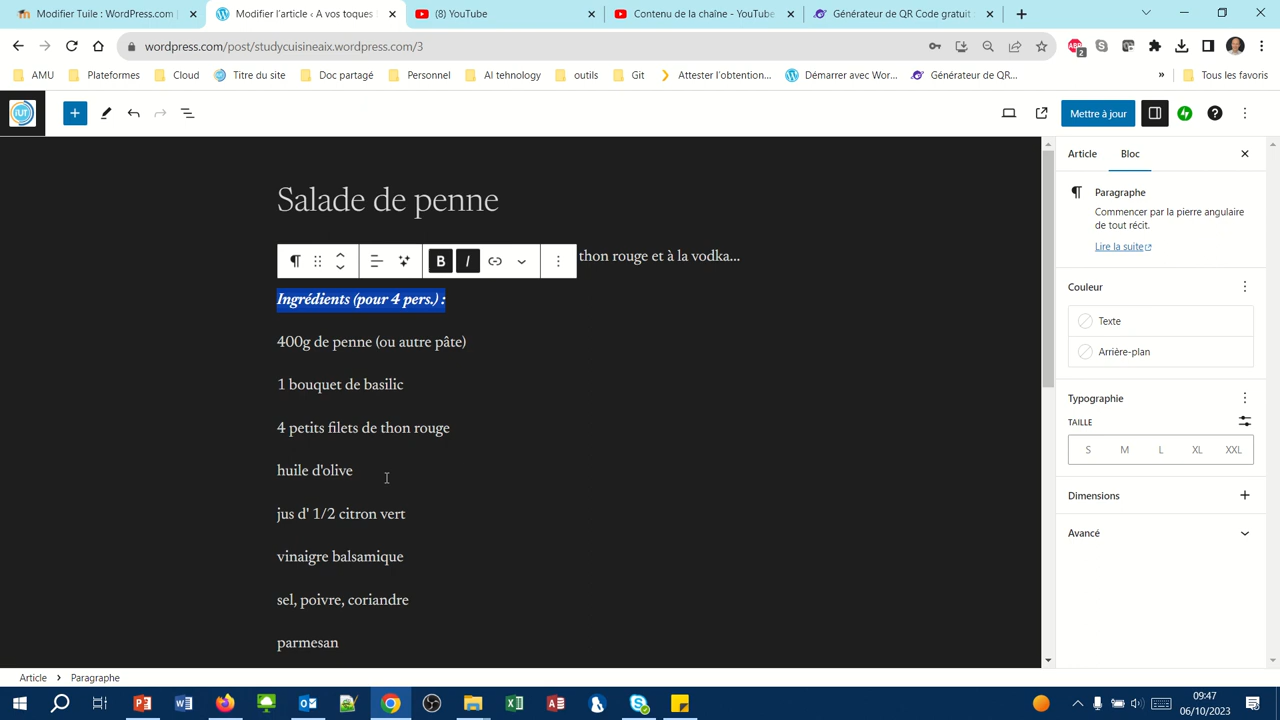 Modifier Tuile : WordPress.com
Modifier l'article « A vos toques
(8) YouTube
Contenu de la chaîne - YouTube
Générateur de QR Code gratuit
wordpress.com/post/studycuisineaix.wordpress.com/3
ABP
2
AMU
Plateformes
Cloud
Titre du site
Doc partagé
Personnel
AI tehnology
outils
Git
Attester l'obtention...
Démarrer avec Wor...
Générateur de QR...
»
Tous les favoris
iUT
Mettre à jour
Salade de penne
B I
thon rouge et à la vodka...
Ingrédients (pour 4 pers.) :
400g de penne (ou autre pâte)
1 bouquet de basilic
4 petits filets de thon rouge
huile d'olive
jus d' 1/2 citron vert
vinaigre balsamique
sel, poivre, coriandre
parmesan
Article
Bloc
Paragraphe
Commencer par la pierre angulaire
de tout récit.
Lire la suite
Couleur
Texte
Arrière-plan
Typographie
TAILLE
S M L XL XXL
Dimensions
Avancé
Article > Paragraphe
09:47
06/10/2023